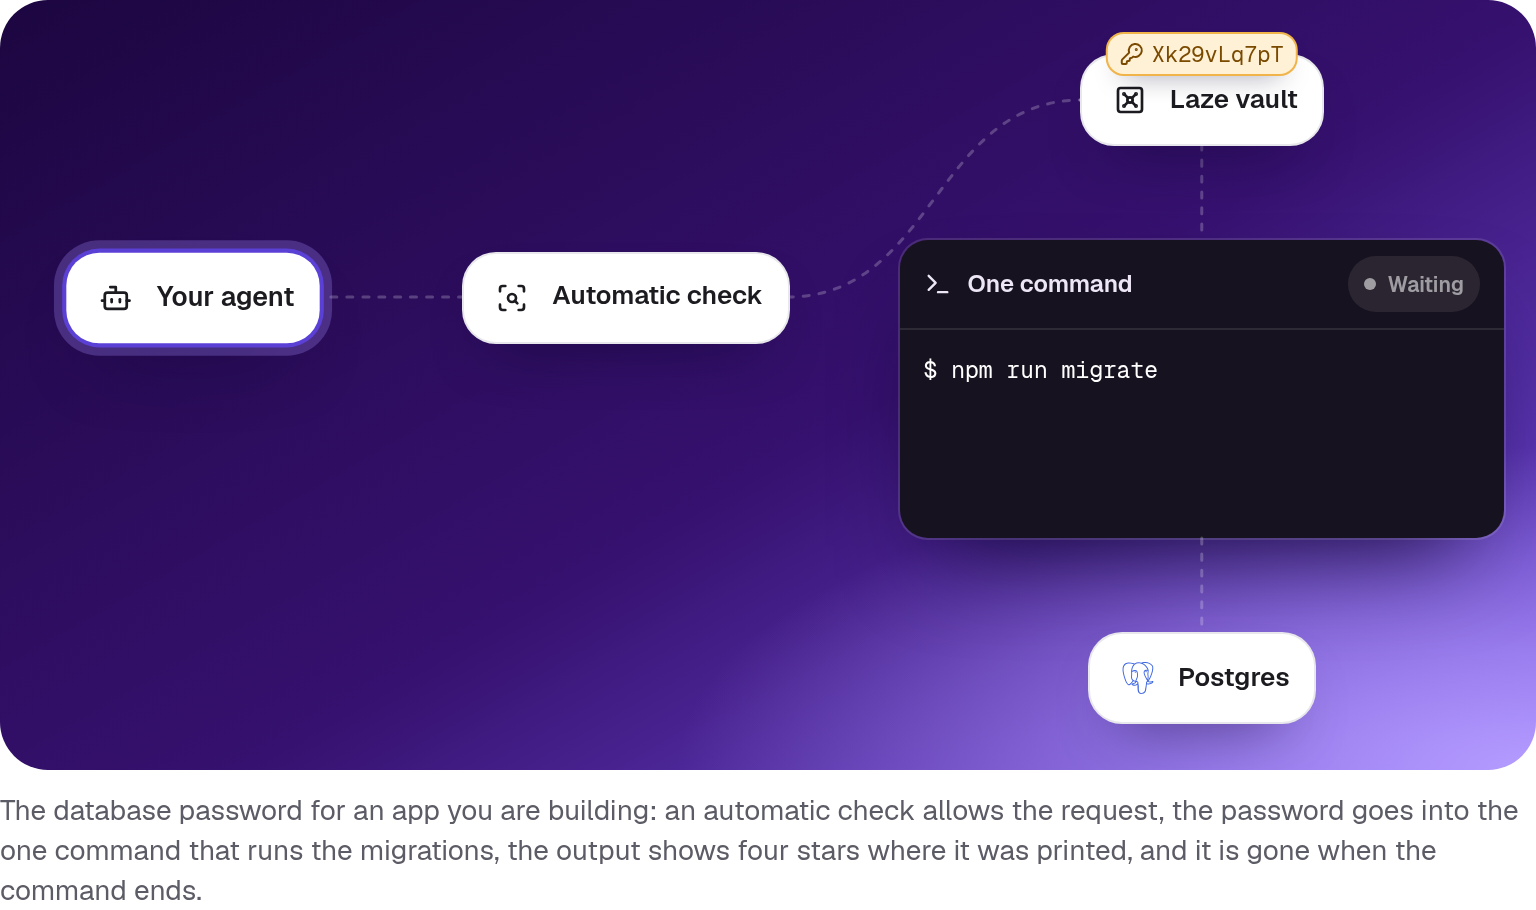 Xk29vLq7pT
Laze vault
Your agent
Automatic check
One command
Waiting
$ npm run migrate
Postgres
The database password for an app you are building: an automatic check allows the request, the password goes into the
one command that runs the migrations, the output shows four stars where it was printed, and it is gone when the
command ends.